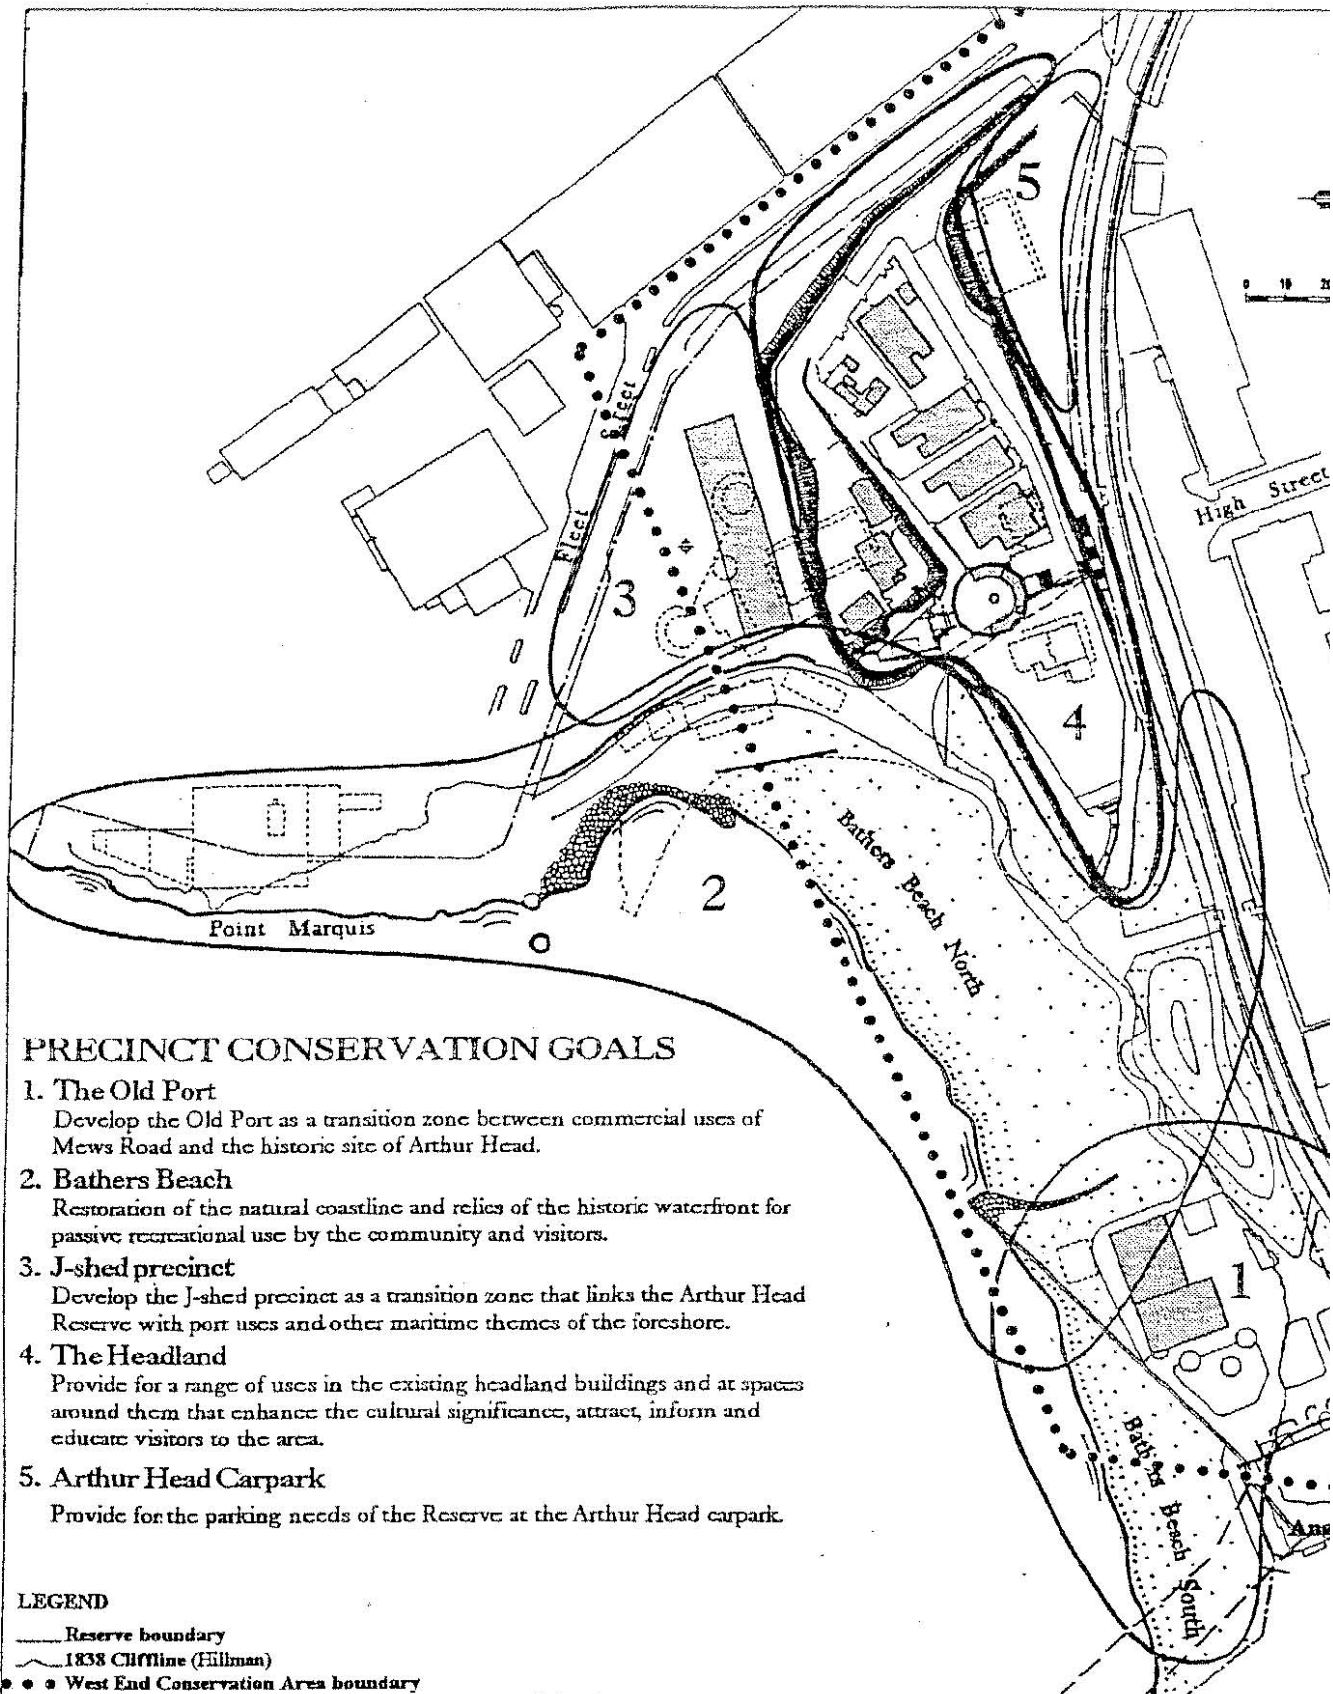 5
0 10 20
Fleet Street
High Street
3
4
2
Bathers Beach North
Point Marquis
PRECINCT CONSERVATION GOALS
1. The Old Port
Develop the Old Port as a transition zone between commercial uses of
Mews Road and the historic site of Arthur Head.
2. Bathers Beach
Restoration of the natural coastline and relics of the historic waterfront for
passive recreational use by the community and visitors.
3. J-shed precinct
Develop the J-shed precinct as a transition zone that links the Arthur Head
Reserve with port uses and other maritime themes of the foreshore.
4. The Headland
Provide for a range of uses in the existing headland buildings and at spaces
around them that enhance the cultural significance, attract, inform and
educate visitors to the area.
5. Arthur Head Carpark
Provide for the parking needs of the Reserve at the Arthur Head carpark.
1
Bathers Beach South
LEGEND
Reserve boundary
1838 Cliffline (Hillman)
West End Conservation Area boundary